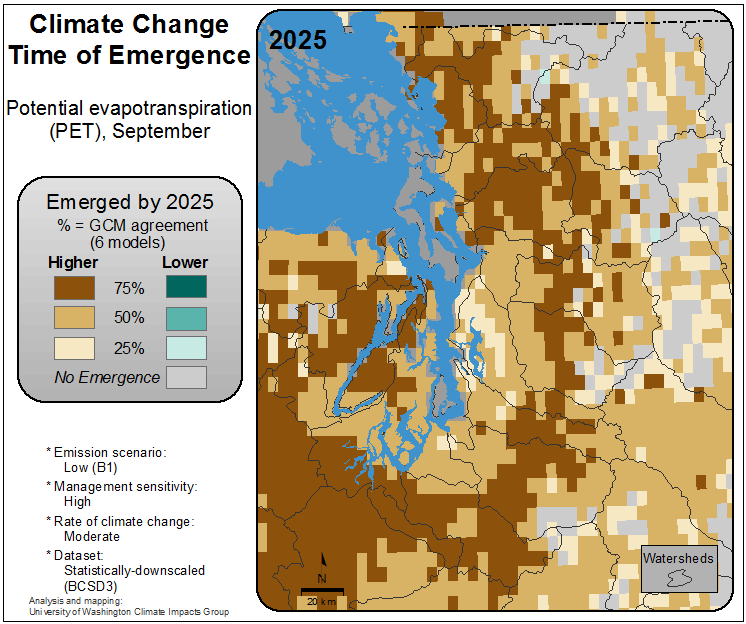 Climate Change
Time of Emergence
Potential evapotranspiration
(PET), September
Emerged by 2025
% = GCM agreement
(6 models)
Higher Lower
75%
50%
25%
No Emergence
* Emission scenario:
Low (B1)
* Management sensitivity:
High
* Rate of climate change:
Moderate
* Dataset:
Statistically-downscaled
(BCSD3)
Analysis and mapping:
University of Washington Climate Impacts Group
2025
N
20 km
Watersheds